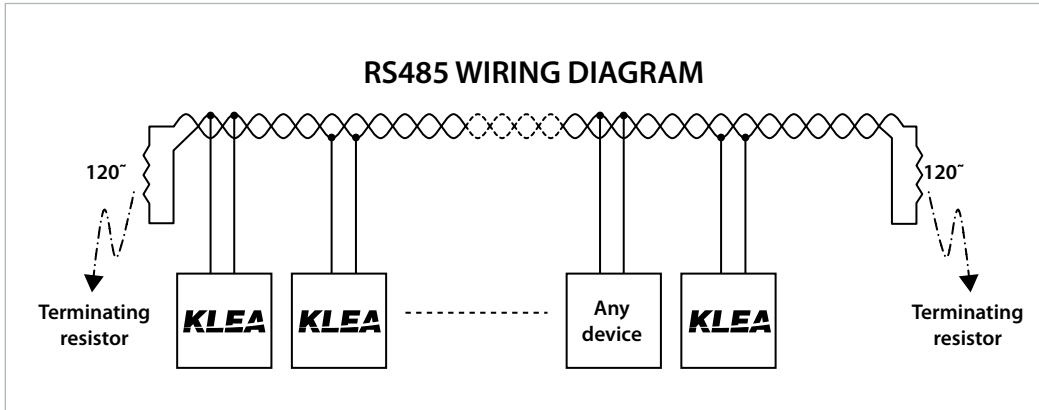 RS485 WIRING DIAGRAM
120˜
120˜
Terminating
resistor
KLEA
KLEA
Any
device
KLEA
Terminating
resistor